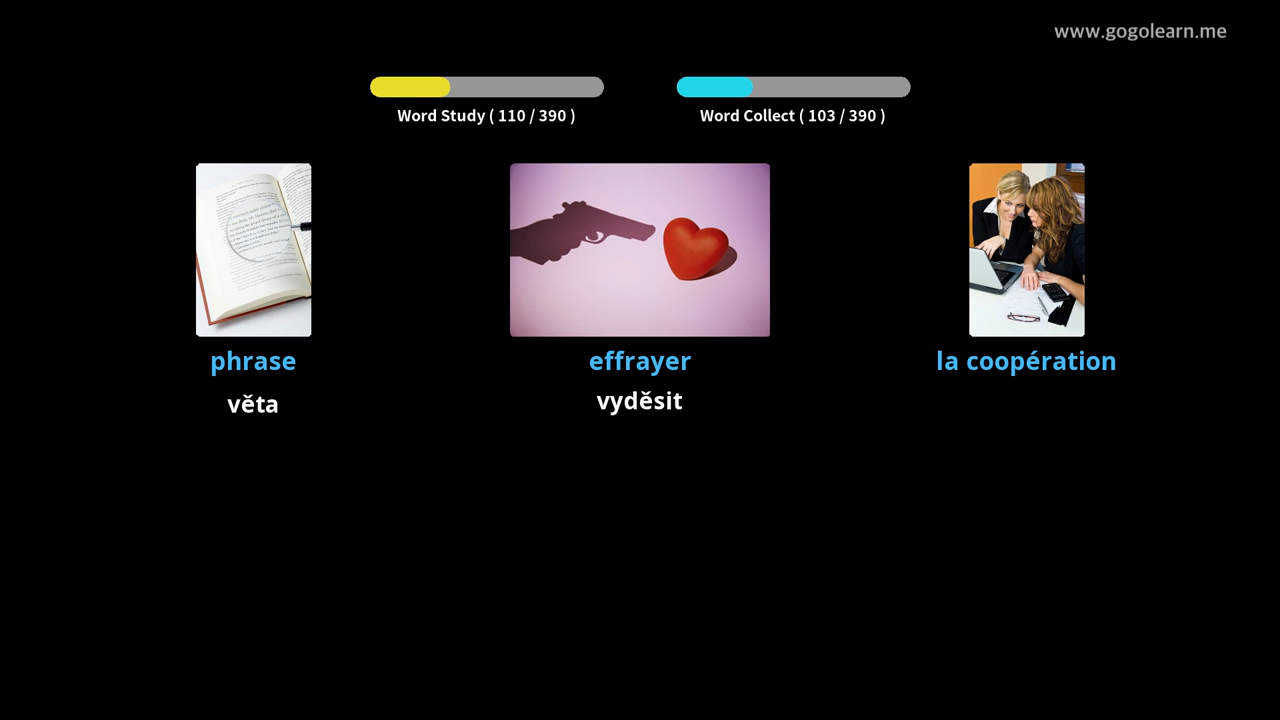 www.gogolearn.me
Word Study ( 110 / 390 )
Word Collect ( 103 / 390 )
phrase
effrayer
la coopération
věta
vyděsit